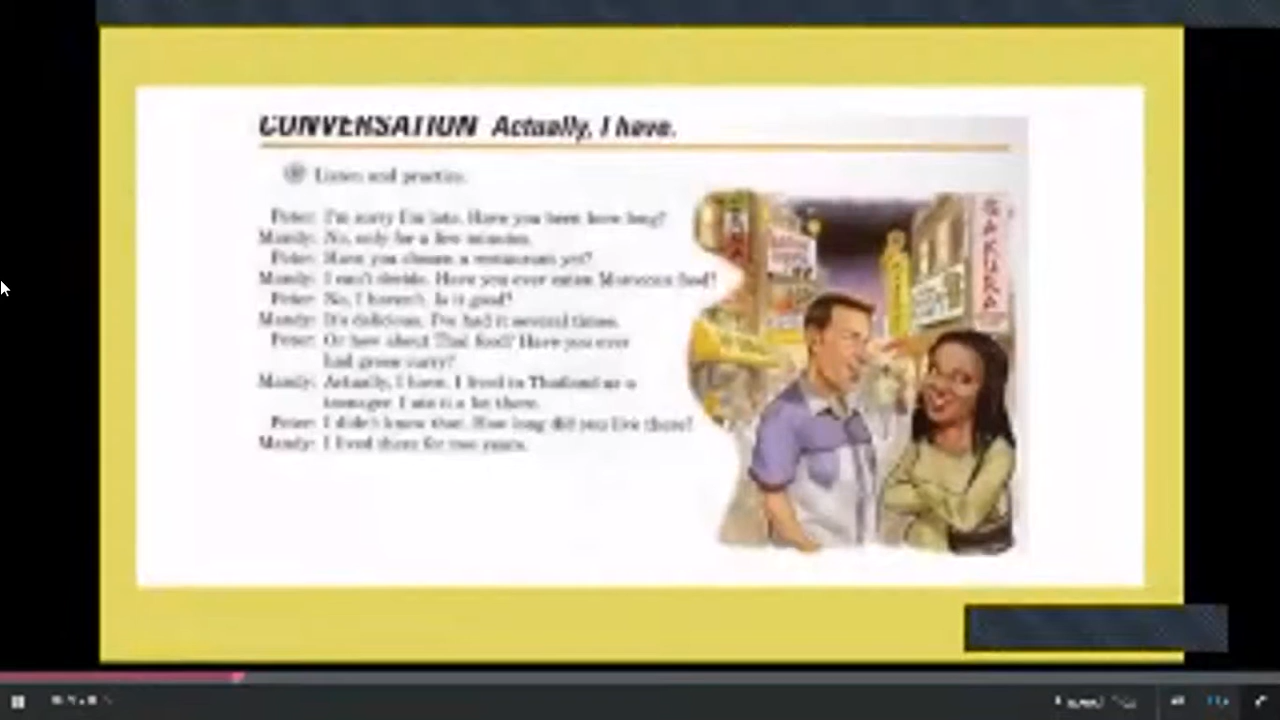 CONVERSATION Actually, I have.
Listen and practice.
Peter: I'm sorry I'm late. Have you been here long?
Mandy: No, only for a few minutes.
Peter: Have you chosen a restaurant yet?
Mandy: I can't decide. Have you ever eaten Moroccan food?
Peter: No, I haven't. Is it good?
Mandy: It's delicious. I've had it several times.
Peter: Or how about Thai food? Have you ever
had green curry?
Mandy: Actually, I have. I lived in Thailand as a
teenager. I ate it a lot there.
Peter: I didn't know that. How long did you live there?
Mandy: I lived there for two years.
SAKURA